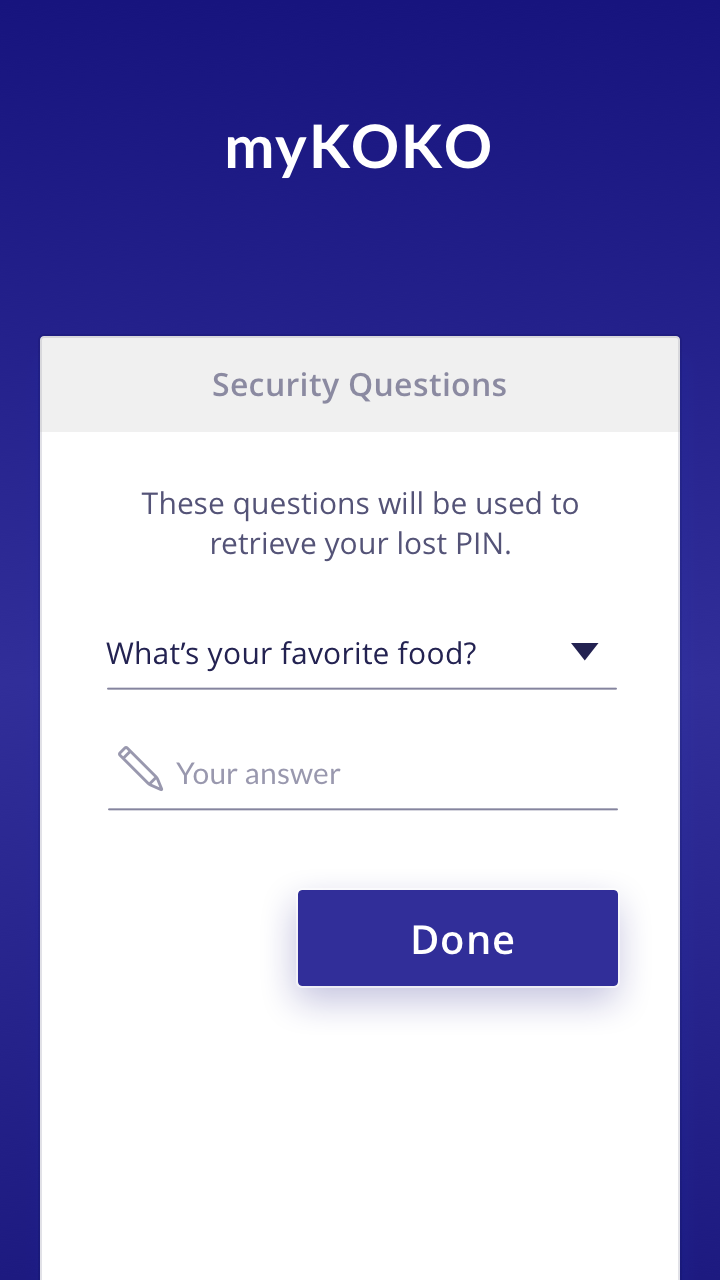 myKOKO
Security Questions
These questions will be used to
retrieve your lost PIN.
What’s your favorite food?
Your answer
Done